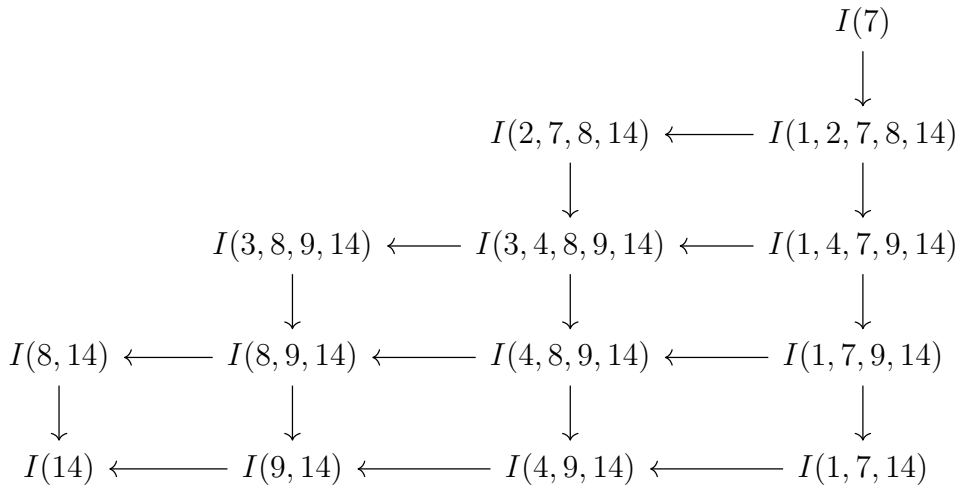 I(7)
I(2, 7, 8, 14) I(1, 2, 7, 8, 14)
I(3, 8, 9, 14) I(3, 4, 8, 9, 14) I(1, 4, 7, 9, 14)
I(8, 14) I(8, 9, 14) I(4, 8, 9, 14) I(1, 7, 9, 14)
I(14) I(9, 14) I(4, 9, 14) I(1, 7, 14)